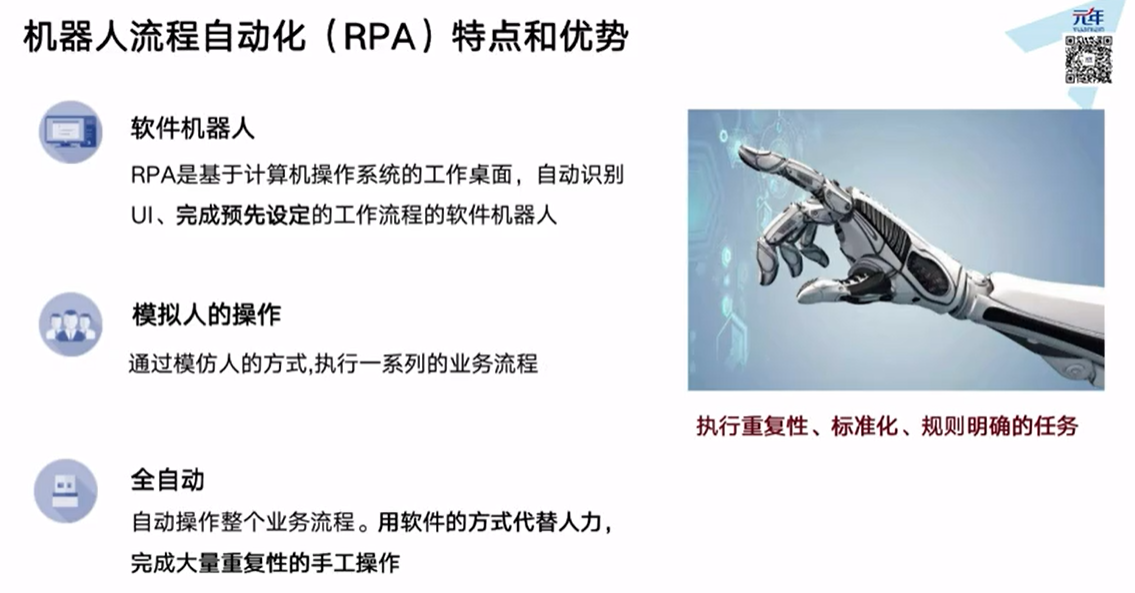 机器人流程自动化（RPA）特点和优势
元年
软件机器人
RPA是基于计算机操作系统的工作桌面，自动识别
UI、完成预先设定的工作流程的软件机器人
模拟人的操作
通过模仿人的方式,执行一系列的业务流程
执行重复性、标准化、规则明确的任务
全自动
自动操作整个业务流程。用软件的方式代替人力，
完成大量重复性的手工操作